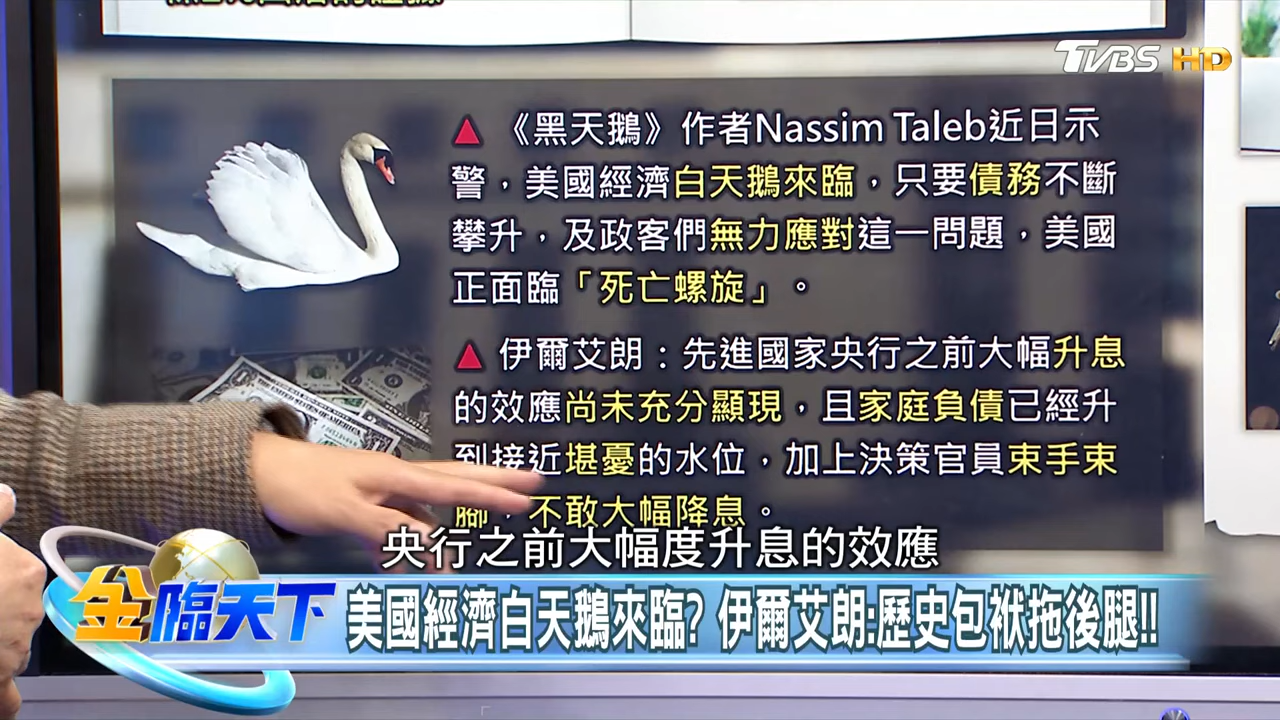 TVBS HD
▲ 《黑天鵝》作者Nassim Taleb近日示
警，美國經濟白天鵝來臨，只要債務不斷
攀升，及政客們無力應對這一問題，美國
正面臨「死亡螺旋」。
▲ 伊爾艾朗：先進國家央行之前大幅升息
的效應尚未充分顯現，且家庭負債已經升
到接近堪憂的水位，加上決策官員束手束
腳，不敢大幅降息。
央行之前大幅度升息的效應
金臨天下
美國經濟白天鵝來臨? 伊爾艾朗:歷史包袱拖後腿!!